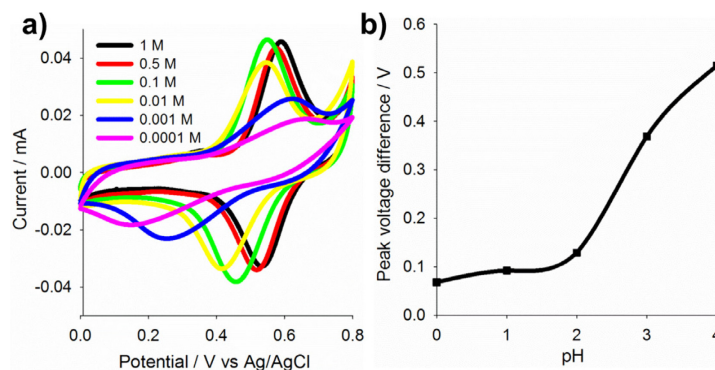 a)
1 M
0.5 M
0.1 M
0.01 M
0.001 M
0.0001 M
0.04
0.02
0.00
-0.02
-0.04
Current / mA
0.0 0.2 0.4 0.6 0.8
Potential / V vs Ag/AgCl
b)
0.6
0.5
0.4
0.3
0.2
0.1
0.0
Peak voltage difference / V
0 1 2 3 4
pH